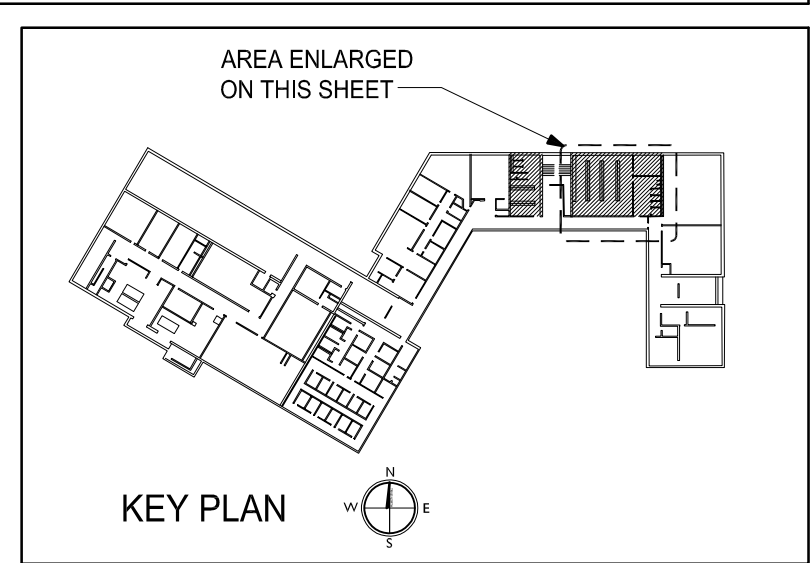 AREA ENLARGED
ON THIS SHEET
KEY PLAN
N
W E
S